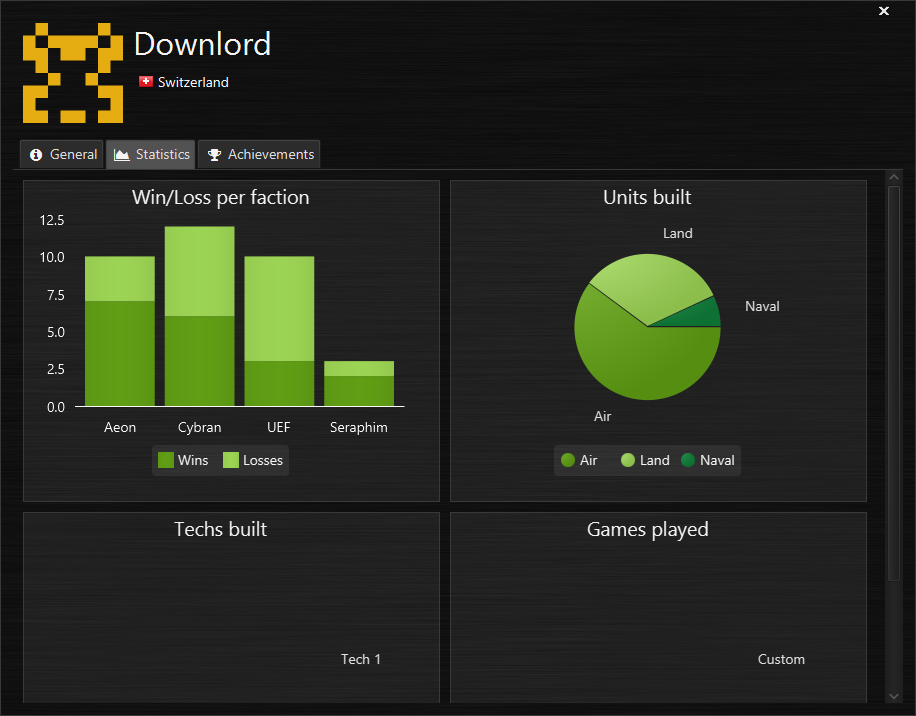 Downlord
Switzerland
General
Statistics
Achievements
Win/Loss per faction
12.5
10.0
7.5
5.0
2.5
0.0
Aeon Cybran UEF Seraphim
Wins Losses
Units built
Land
Naval
Air
Air Land Naval
Techs built
Tech 1
Games played
Custom